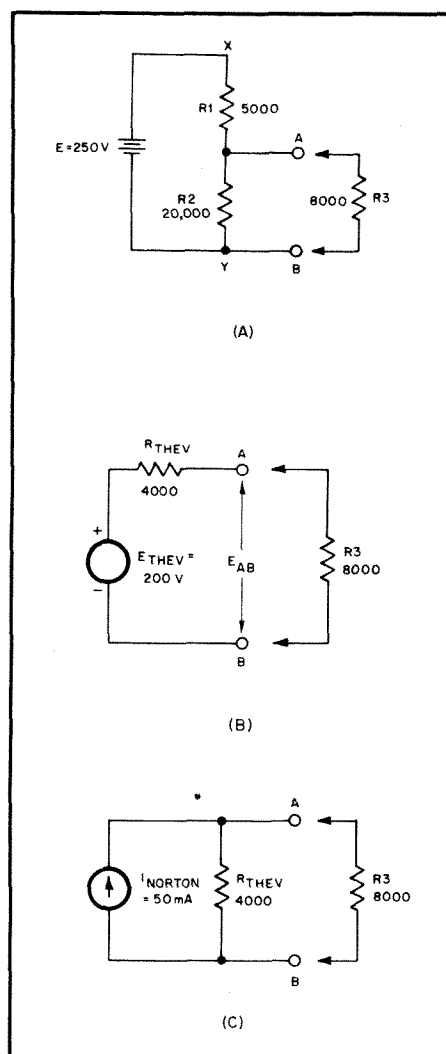 X
R1 5000
A
E=250V
R2
20,000
8000 R3
Y
B
(A)
RTHEV
4000
A
+
ETHEV =
200 V
EAB
R3
8000
-
B
(B)
A
INORTON
= 50mA
RTHEV
4000
R3
8000
B
(C)